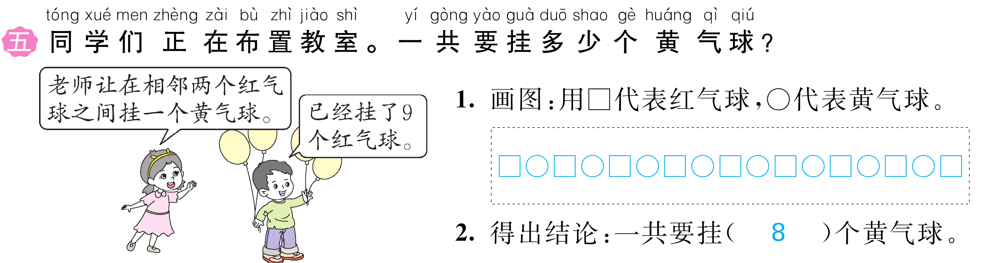 tóng xué men zhèng zài bù zhì jiào shì yí gòng yào guà duō shao gè huáng qì qiú
五 同学们正在布置教室。一共要挂多少个黄气球？
老师让在相邻两个红气
球之间挂一个黄气球。
已经挂了9
个红气球。
1. 画图：用□代表红气球，○代表黄气球。
□○□○□○□○□○□○□○□○□
2. 得出结论：一共要挂（ 8 ）个黄气球。